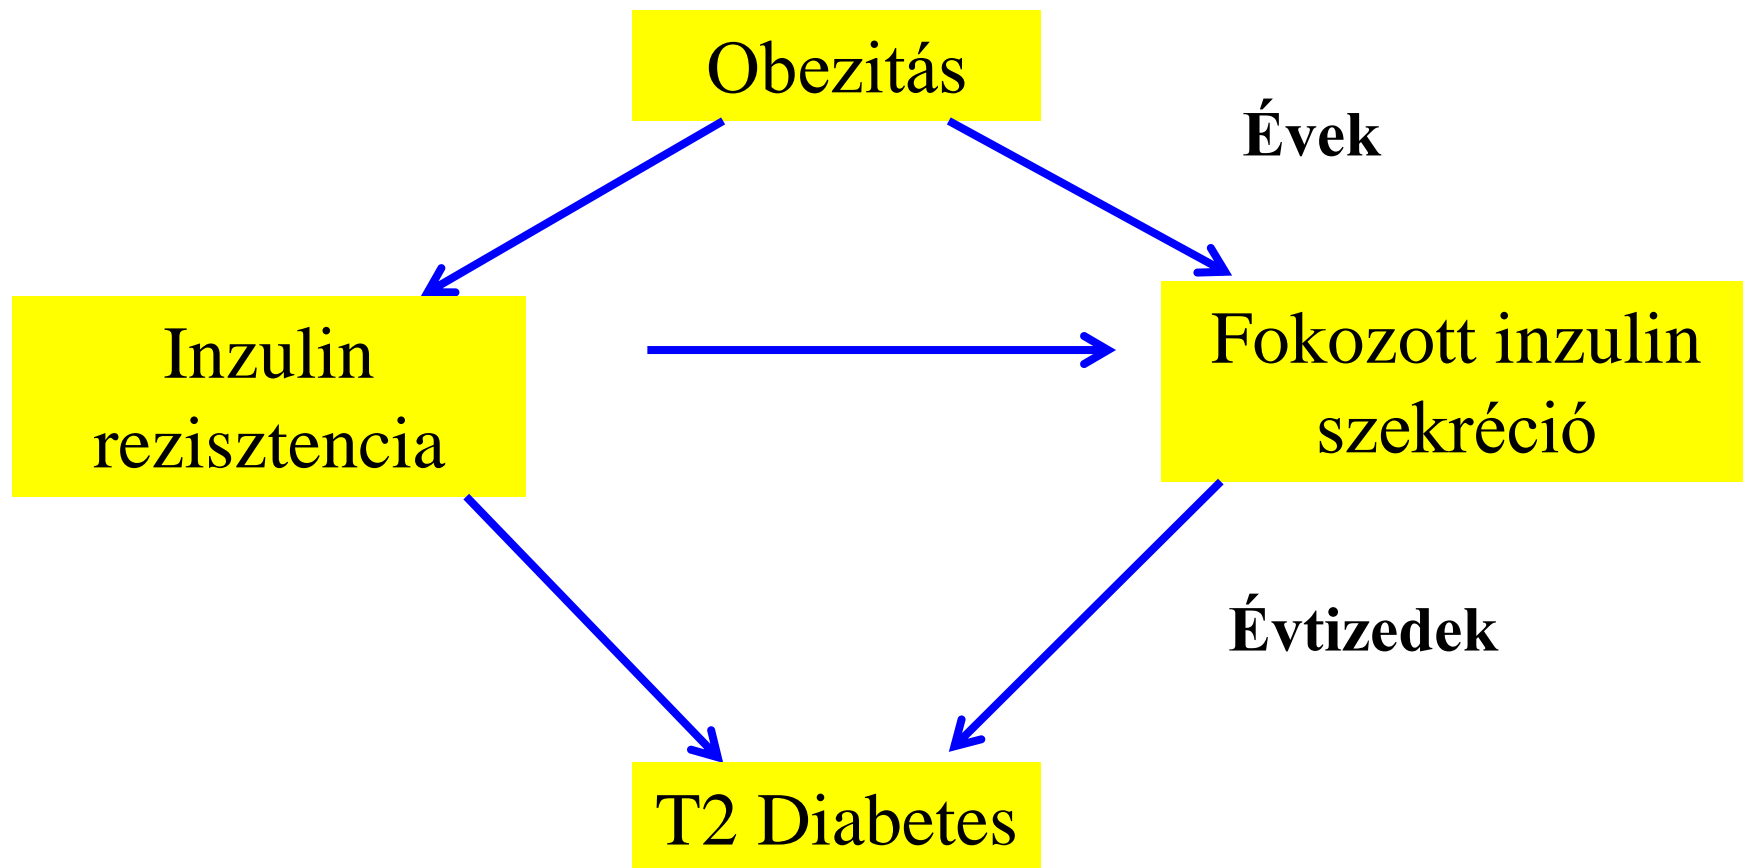 Obezitás
Évek
Inzulin
rezisztencia
Fokozott inzulin
szekréció
Évtizedek
T2 Diabetes